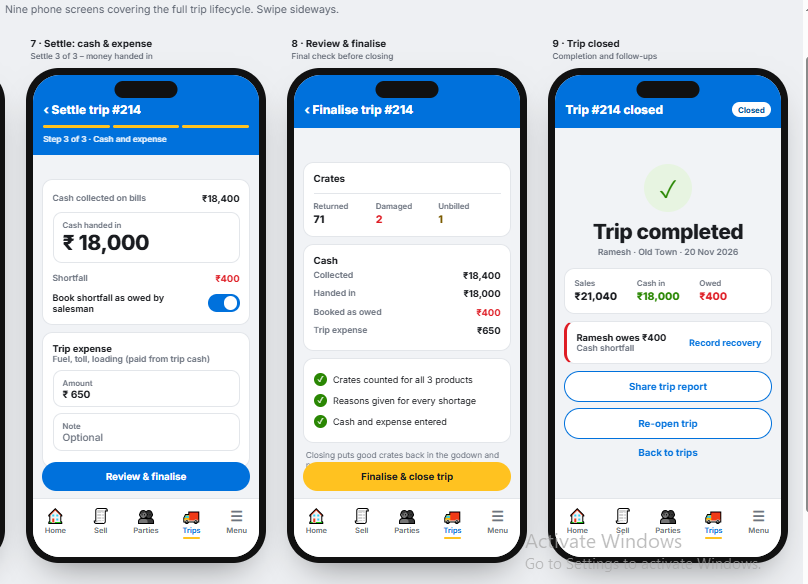 Nine phone screens covering the full trip lifecycle. Swipe sideways.
7 · Settle: cash & expense
Settle 3 of 3 – money handed in
‹ Settle trip #214
Step 3 of 3 · Cash and expense
Cash collected on bills ₹18,400
Cash handed in
₹ 18,000
Shortfall ₹400
Book shortfall as owed by
salesman
Trip expense
Fuel, toll, loading (paid from trip cash)
Amount
₹ 650
Note
Optional
Review & finalise
Home Sell Parties Trips Menu
8 · Review & finalise
Final check before closing
‹ Finalise trip #214
Crates
Returned Damaged Unbilled
71 2 1
Cash
Collected ₹18,400
Handed in ₹18,000
Booked as owed ₹400
Trip expense ₹650
Crates counted for all 3 products
Reasons given for every shortage
Cash and expense entered
Closing puts good crates back in the godown and
Finalise & close trip
Home Sell Parties Trips Menu
9 · Trip closed
Completion and follow-ups
Trip #214 closed Closed
Trip completed
Ramesh · Old Town · 20 Nov 2026
Sales Cash in Owed
₹21,040 ₹18,000 ₹400
Ramesh owes ₹400
Cash shortfall
Record recovery
Share trip report
Re-open trip
Back to trips
Home Sell Parties Trips Menu
Activate Windows
Go to Settings to activate Windows.